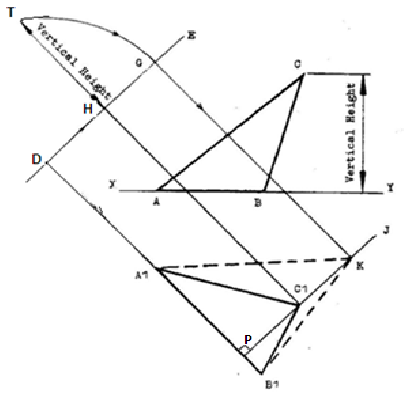 T
Vertical Height
G
E
C
H
Vertical Height
D
X
A
B
Y
J
A1
K
C1
P
B1